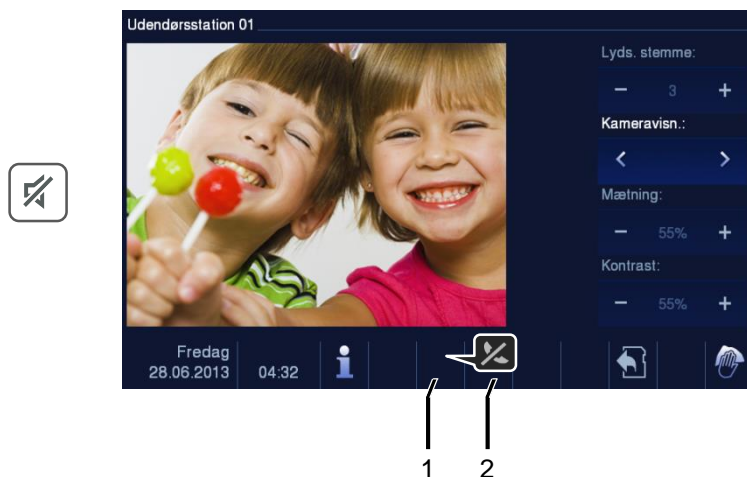 Udendørsstation 01
Lyds. stemme:
− 3 +
Kameravisn.:
< >
Mætning:
− 55% +
Kontrast:
− 55% +
Fredag
28.06.2013 04:32
1 2